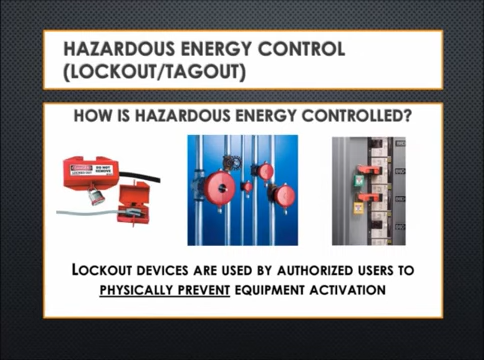 HAZARDOUS ENERGY CONTROL
(LOCKOUT/TAGOUT)
HOW IS HAZARDOUS ENERGY CONTROLLED?
LOCKOUT DEVICES ARE USED BY AUTHORIZED USERS TO
PHYSICALLY PREVENT EQUIPMENT ACTIVATION